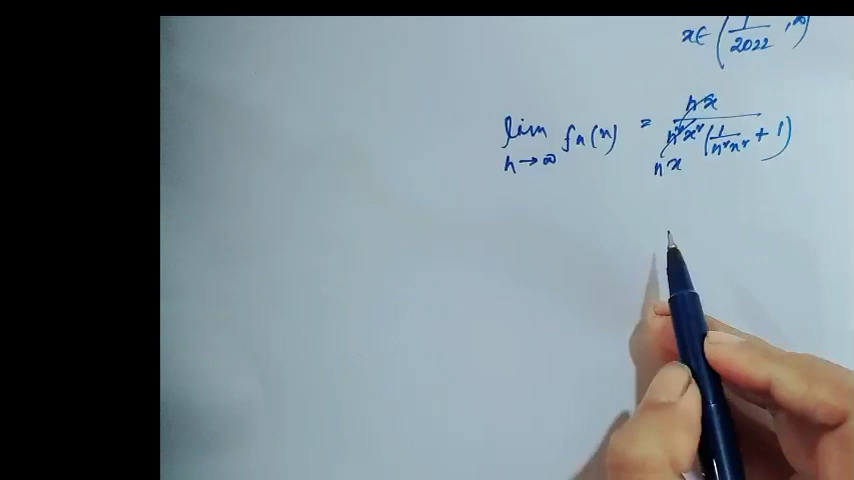 x ∈ (1/2022, ∞)
lim n→∞ fn(x) = nx / n²x² (1/n²x² + 1)
nx